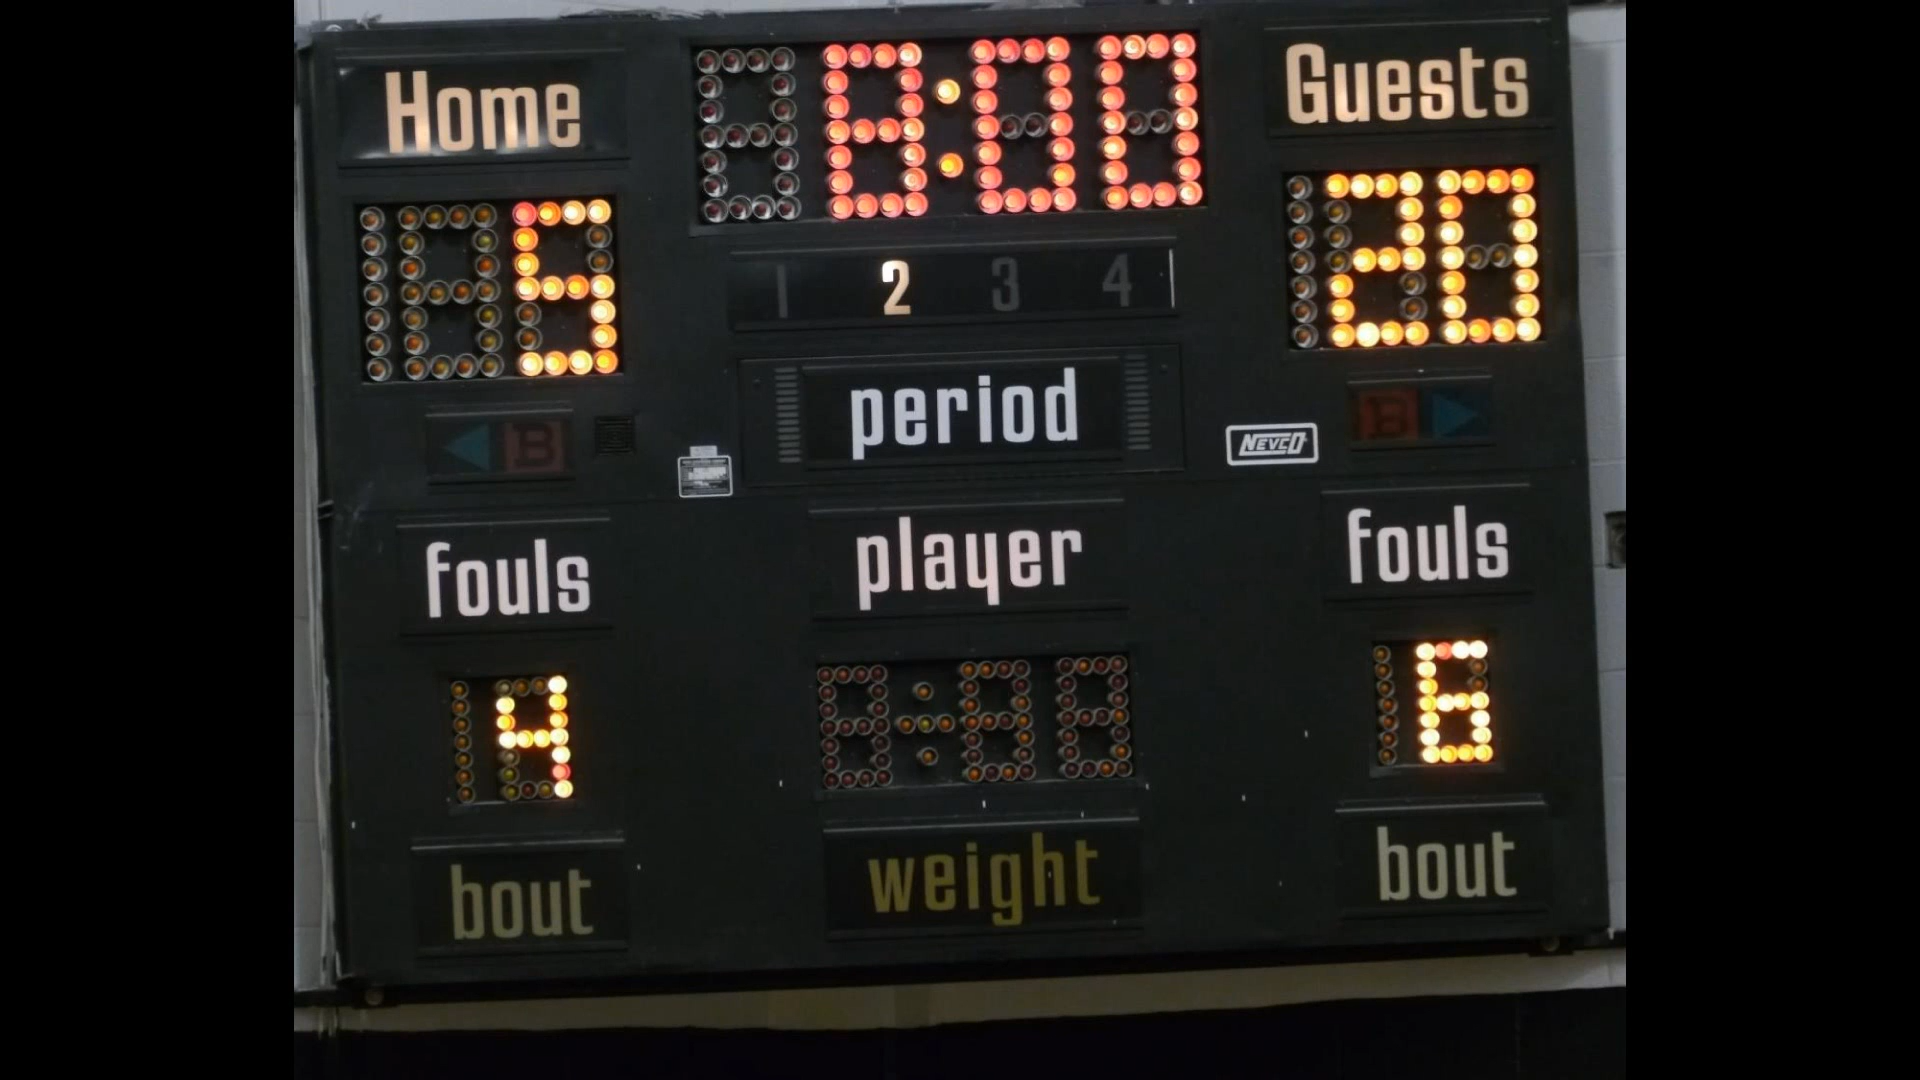 Home 8:00 Guests
5 20
1 2 3 4
period
B B
NEVCO
fouls player fouls
4 6
bout weight bout